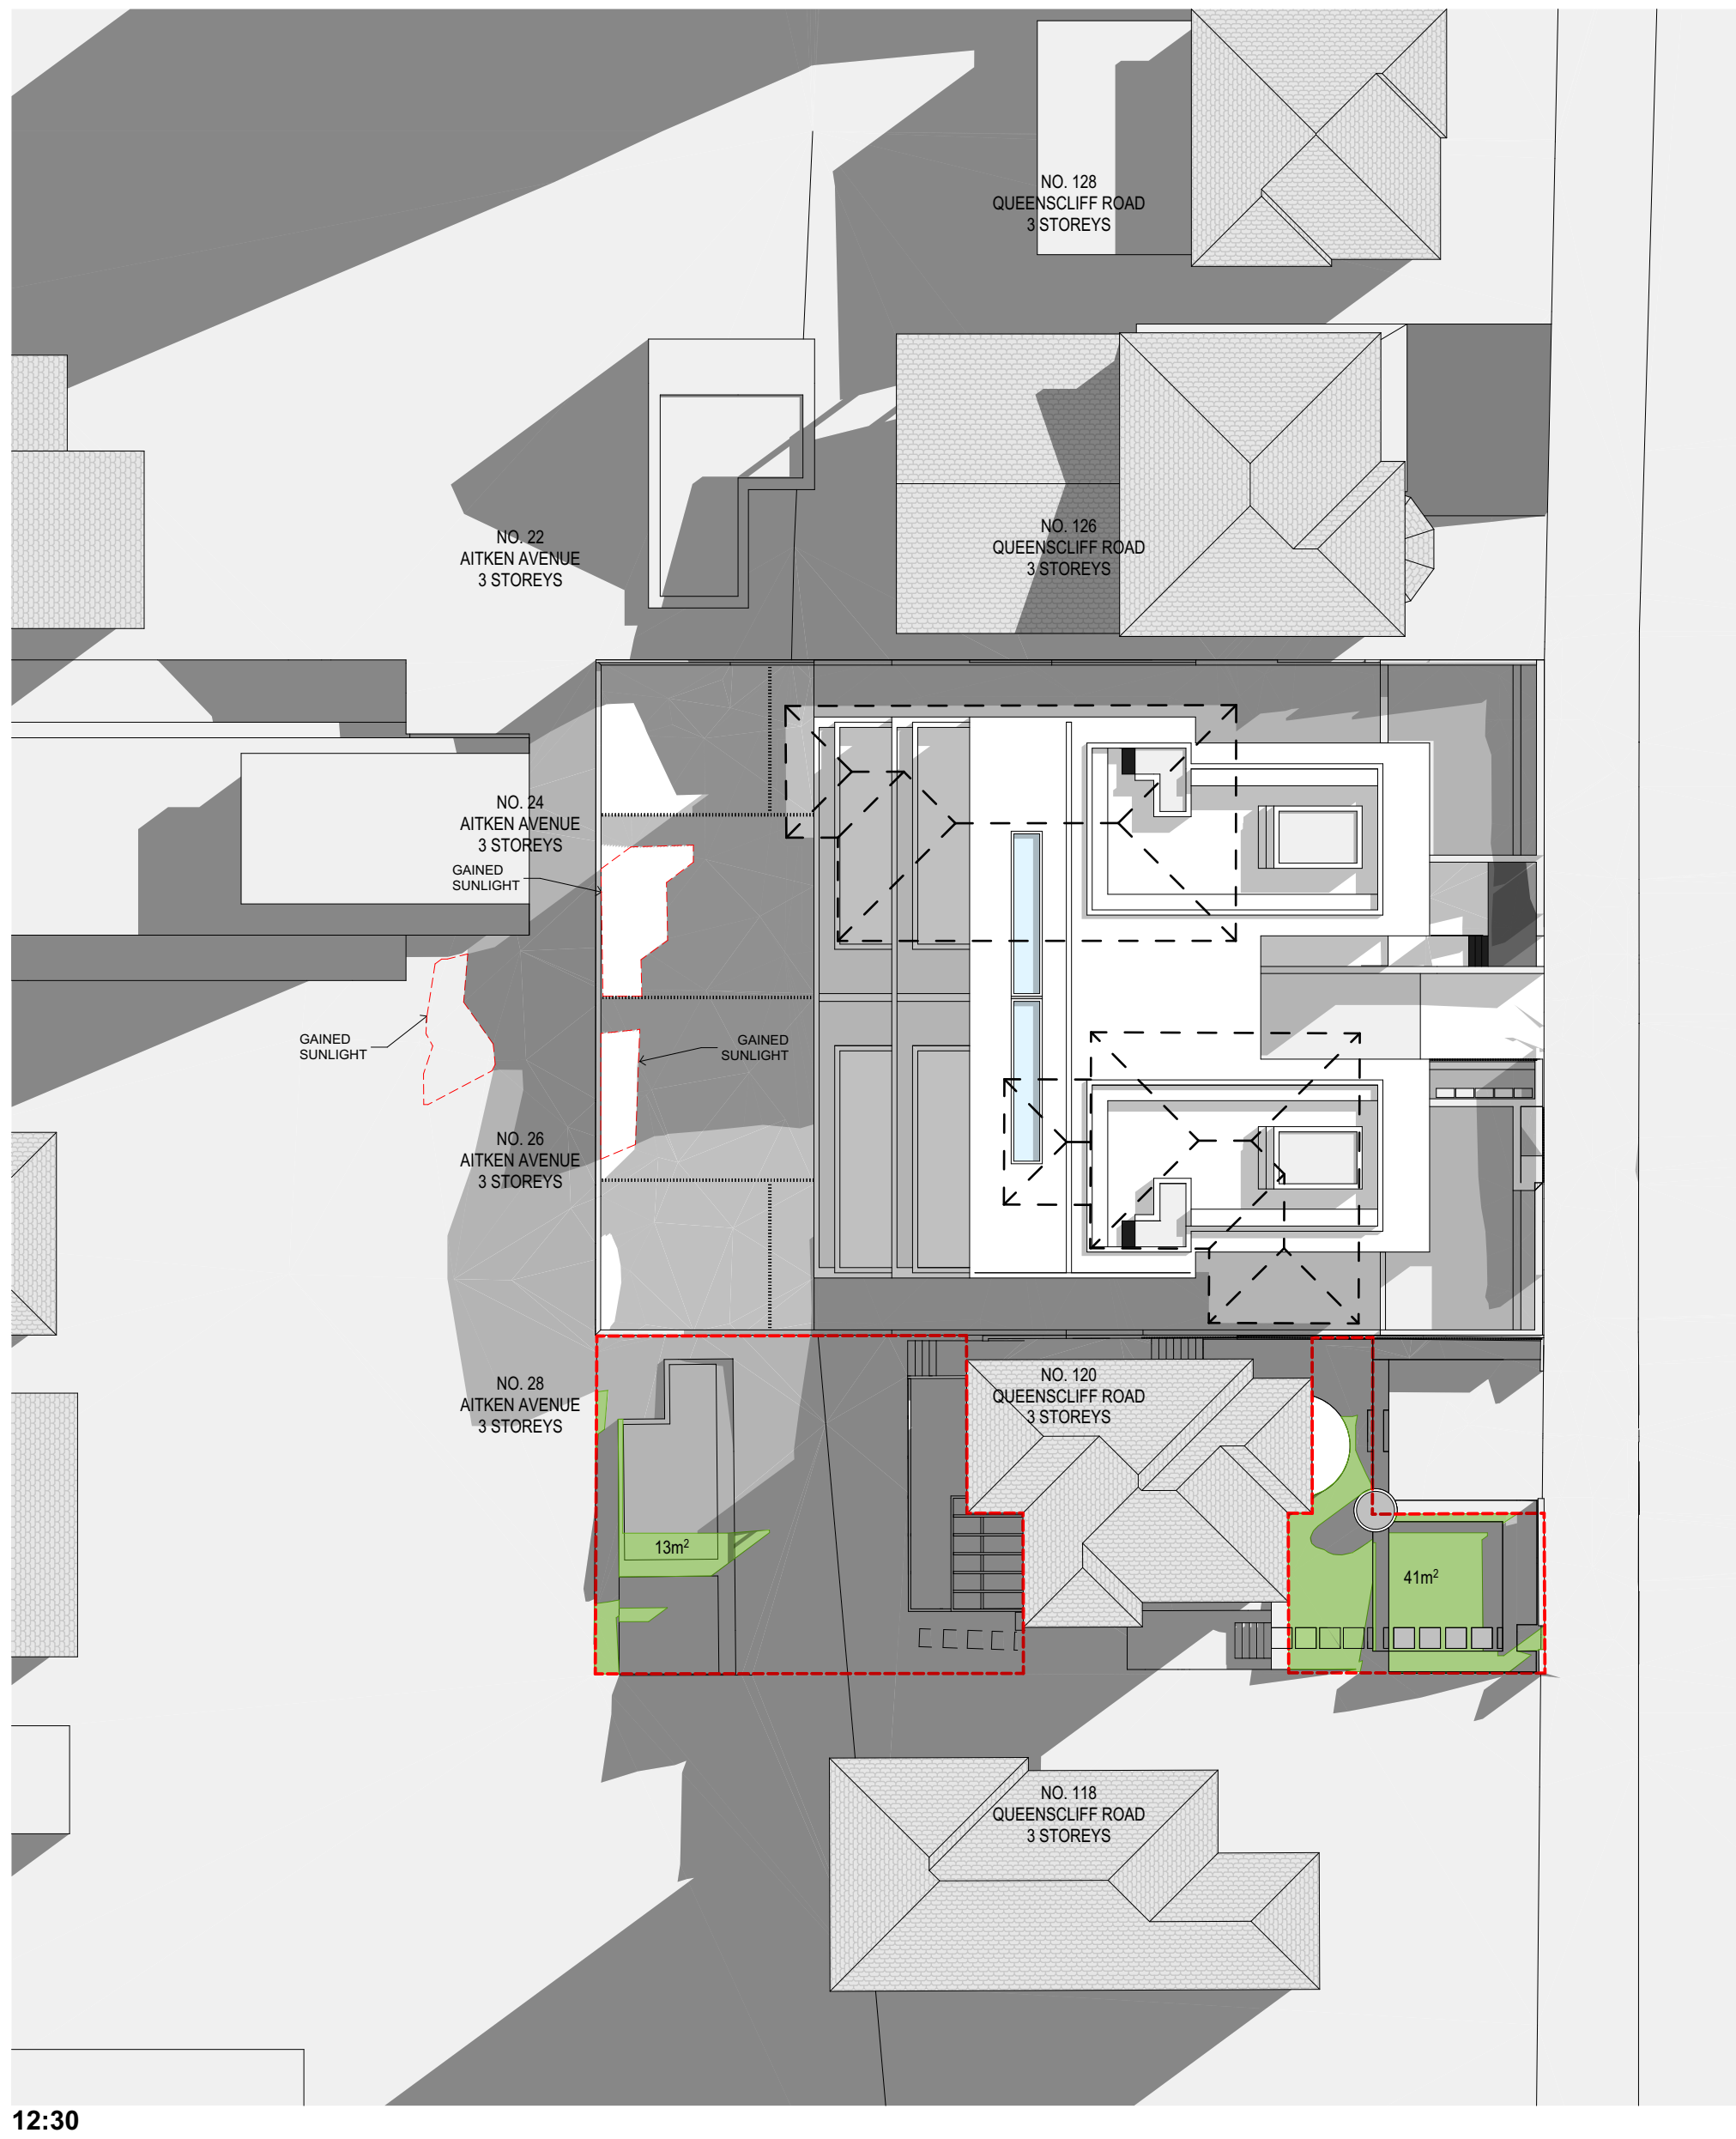 NO. 128
QUEENSCLIFF ROAD
3 STOREYS
NO. 22
AITKEN AVENUE
3 STOREYS
NO. 126
QUEENSCLIFF ROAD
3 STOREYS
NO. 24
AITKEN AVENUE
3 STOREYS
GAINED
SUNLIGHT
GAINED
SUNLIGHT
GAINED
SUNLIGHT
NO. 26
AITKEN AVENUE
3 STOREYS
NO. 28
AITKEN AVENUE
3 STOREYS
NO. 120
QUEENSCLIFF ROAD
3 STOREYS
13m²
41m²
NO. 118
QUEENSCLIFF ROAD
3 STOREYS
12:30